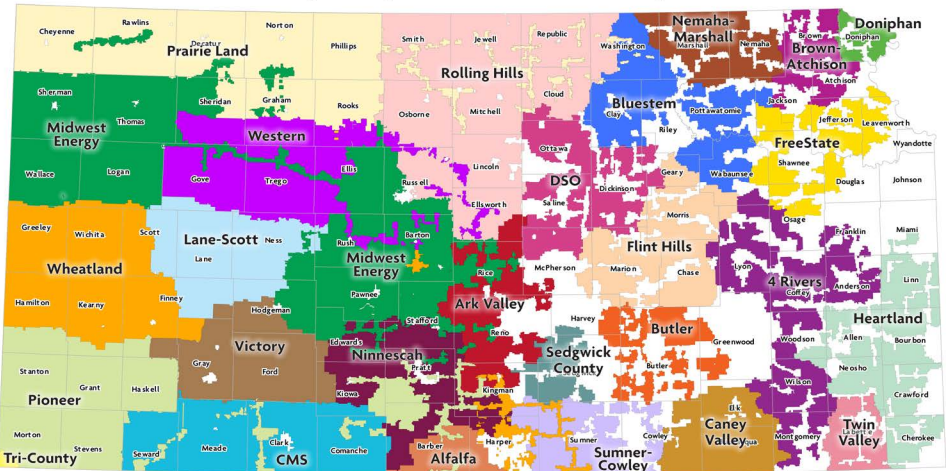 Cheyenne
Rawlins
Decatur
Norton
Phillips
Smith
Jewell
Republic
Washington
Nemaha-
Marshall
Marshall
Nemaha
Brown
Brown-
Atchison
Doniphan
Doniphan
Prairie Land
Rolling Hills
Sherman
Thomas
Sheridan
Graham
Rooks
Osborne
Mitchell
Cloud
Bluestem
Clay
Riley
Pottawatomie
Jackson
Atchison
Jefferson
Leavenworth
Wyandotte
Midwest
Energy
Western
FreeState
Wallace
Logan
Gove
Trego
Ellis
Russell
Lincoln
Ottawa
DSO
Saline
Dickinson
Geary
Wabaunsee
Shawnee
Douglas
Johnson
Ellsworth
Morris
Osage
Franklin
Miami
Greeley
Wichita
Scott
Lane-Scott
Lane
Ness
Rush
Barton
Midwest
Energy
Rice
McPherson
Flint Hills
Marion
Chase
Lyon
4 Rivers
Coffey
Anderson
Linn
Wheatland
Hamilton
Kearny
Finney
Hodgeman
Pawnee
Stafford
Ark Valley
Reno
Harvey
Butler
Greenwood
Woodson
Heartland
Allen
Bourbon
Victory
Edwards
Ninnescah
Pratt
Sedgwick
County
Butler
Stanton
Grant
Haskell
Gray
Ford
Kiowa
Kingman
Elk
Wilson
Neosho
Crawford
Pioneer
Morton
Stevens
Tri-County
Seward
Meade
Clark
CMS
Comanche
Barber
Alfalfa
Harper
Sumner
Sumner-
Cowley
Cowley
Caney
Valley
Montgomery
Twin
Valley
Labette
Cherokee